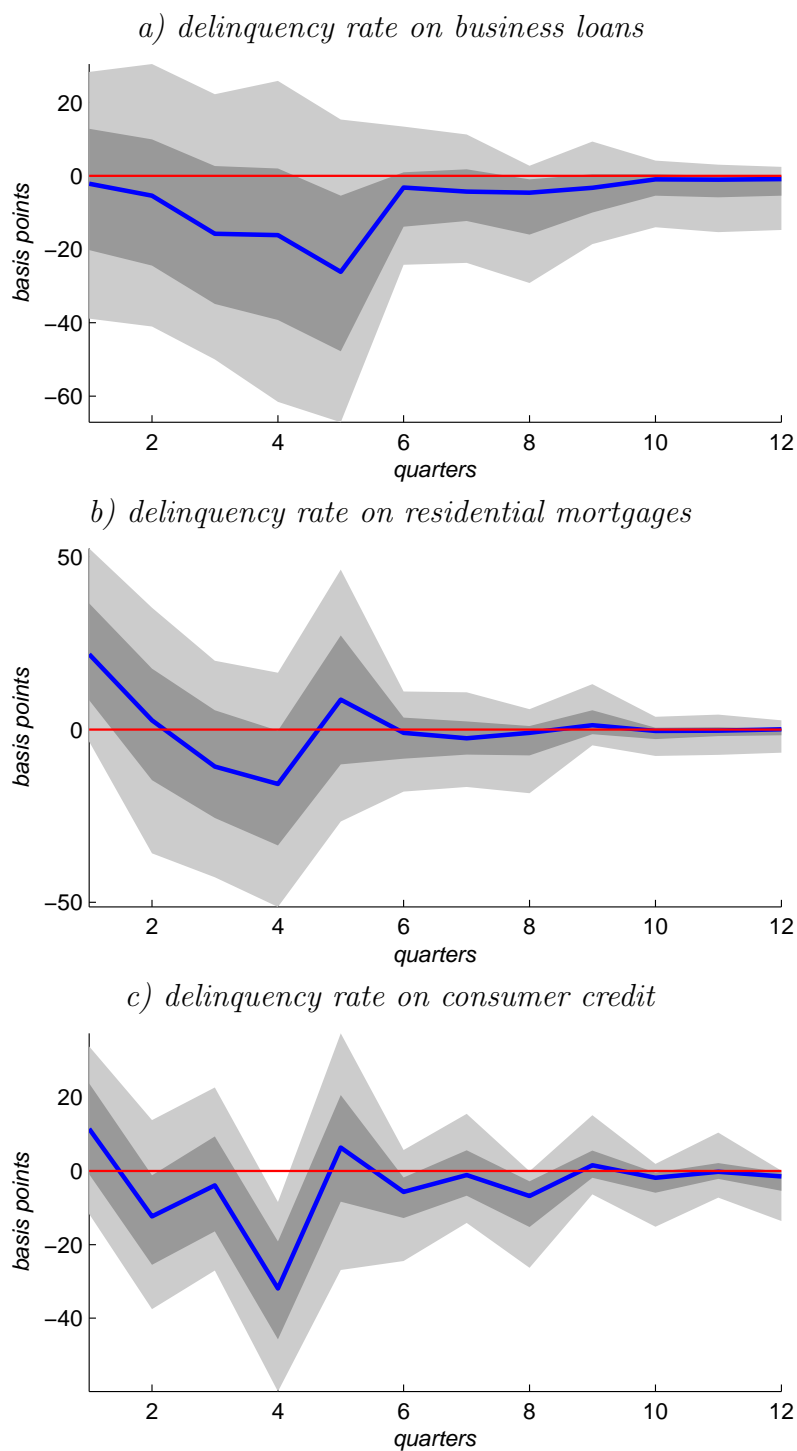 a) delinquency rate on business loans
20
0
−20
−40
−60
basis points
2 4 6 8 10 12
quarters
b) delinquency rate on residential mortgages
50
0
−50
basis points
2 4 6 8 10 12
quarters
c) delinquency rate on consumer credit
20
0
−20
−40
basis points
2 4 6 8 10 12
quarters